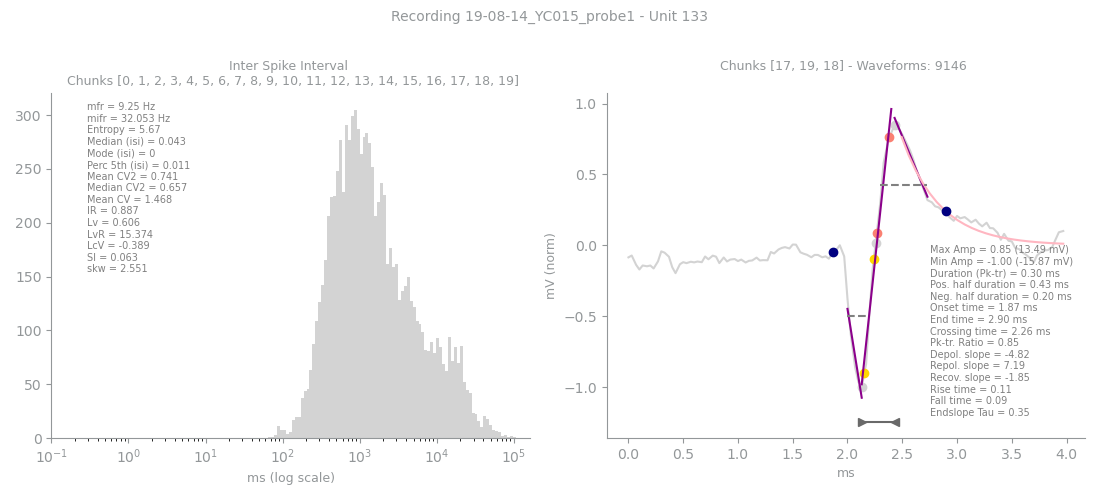 Recording 19-08-14_YC015_probe1 - Unit 133
Inter Spike Interval
Chunks [0, 1, 2, 3, 4, 5, 6, 7, 8, 9, 10, 11, 12, 13, 14, 15, 16, 17, 18, 19]
mfr = 9.25 Hz
mifr = 32.053 Hz
Entropy = 5.67
Median (isi) = 0.043
Mode (isi) = 0
Perc 5th (isi) = 0.011
Mean CV2 = 0.741
Median CV2 = 0.657
Mean CV = 1.468
IR = 0.887
Lv = 0.606
LvR = 15.374
LcV = -0.389
SI = 0.063
skw = 2.551
300
250
200
150
100
50
0
10⁻¹ 10⁰ 10¹ 10² 10³ 10⁴ 10⁵
ms (log scale)
Chunks [17, 19, 18] - Waveforms: 9146
mV (norm)
1.0
0.5
0.0
−0.5
−1.0
Max Amp = 0.85 (13.49 mV)
Min Amp = -1.00 (-15.87 mV)
Duration (Pk-tr) = 0.30 ms
Pos. half duration = 0.43 ms
Neg. half duration = 0.20 ms
Onset time = 1.87 ms
End time = 2.90 ms
Crossing time = 2.26 ms
Pk-tr. Ratio = 0.85
Depol. slope = -4.82
Repol. slope = 7.19
Recov. slope = -1.85
Rise time = 0.11
Fall time = 0.09
Endslope Tau = 0.35
0.0 0.5 1.0 1.5 2.0 2.5 3.0 3.5 4.0
ms